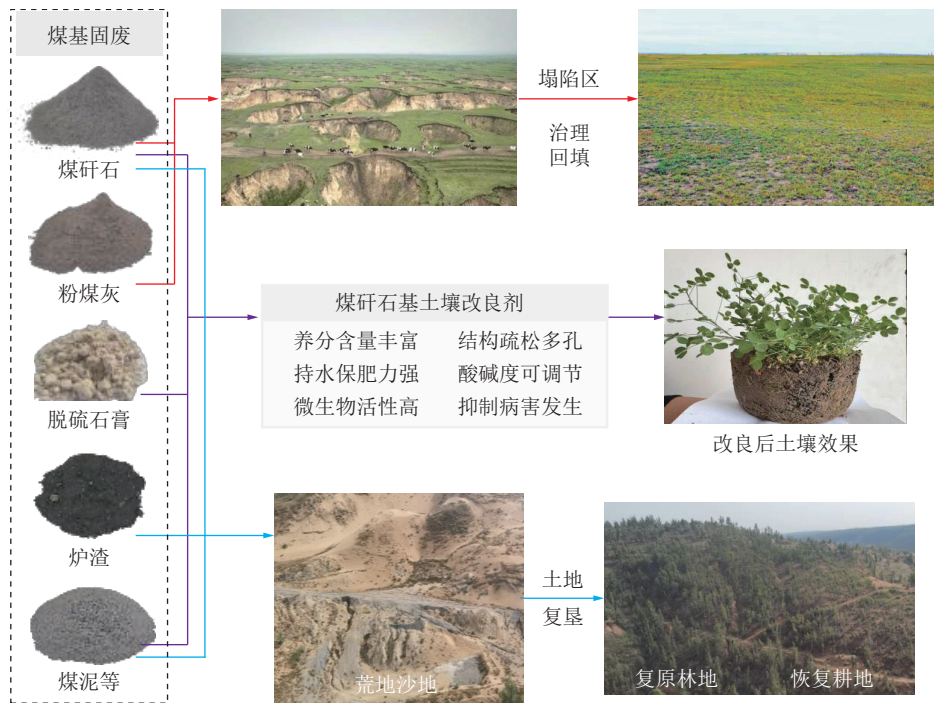 煤基固废
煤矸石
粉煤灰
脱硫石膏
炉渣
煤泥等
塌陷区
治理
回填
煤矸石基土壤改良剂
养分含量丰富 结构疏松多孔
持水保肥力强 酸碱度可调节
微生物活性高 抑制病害发生
改良后土壤效果
荒地沙地
土地
复垦
复原林地 恢复耕地